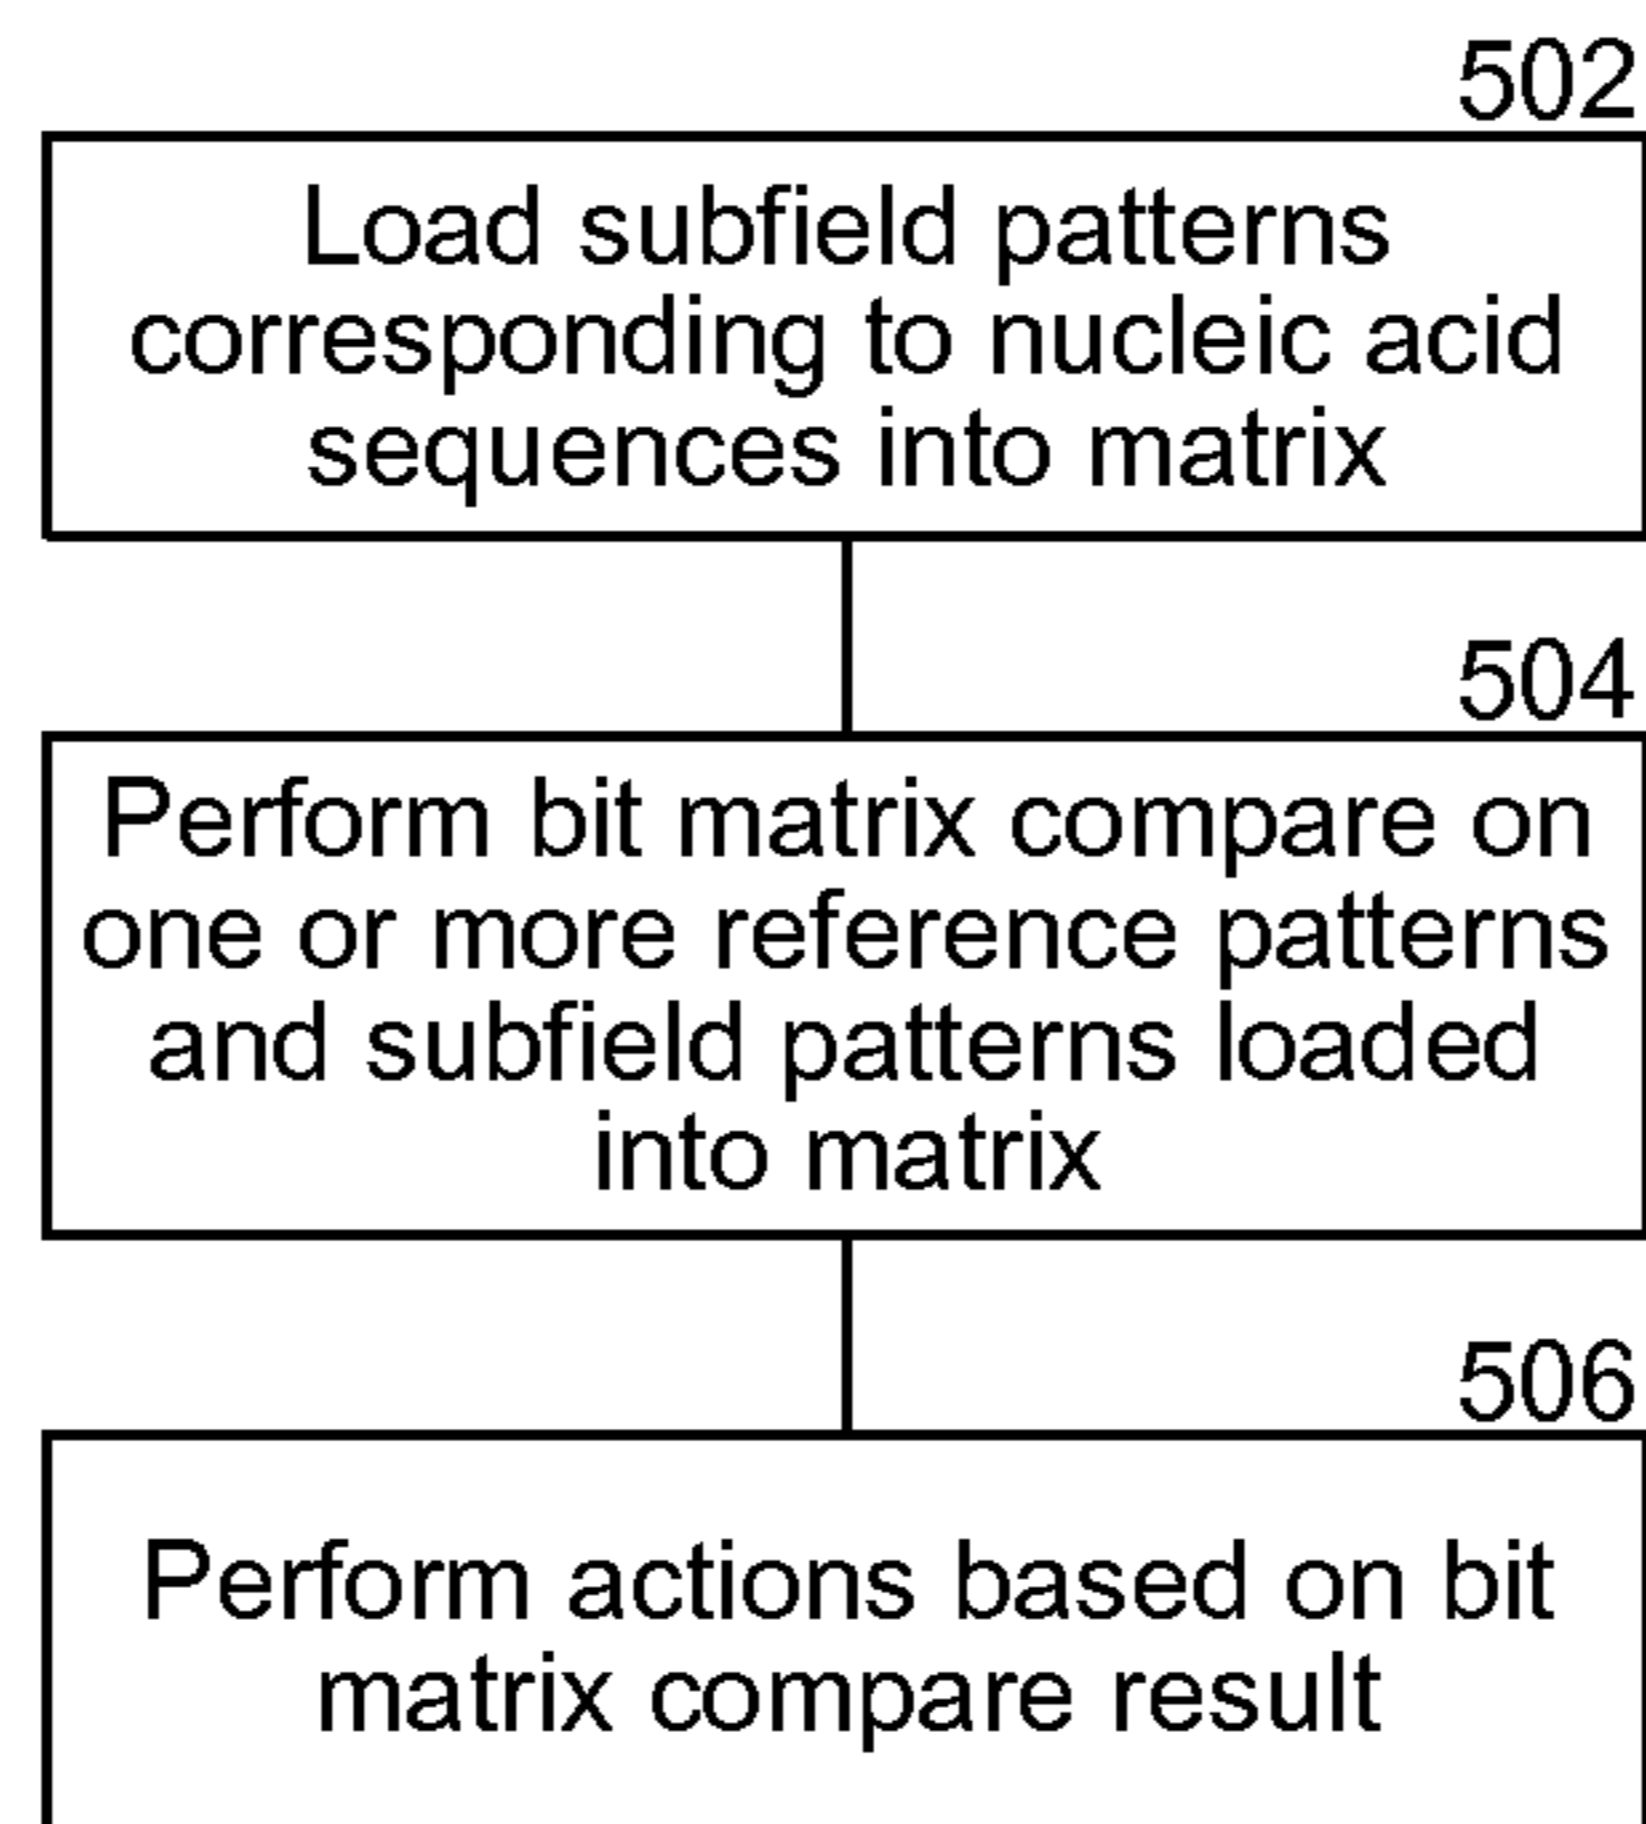 502
Load subfield patterns
corresponding to nucleic acid
sequences into matrix
504
Perform bit matrix compare on
one or more reference patterns
and subfield patterns loaded
into matrix
506
Perform actions based on bit
matrix compare result